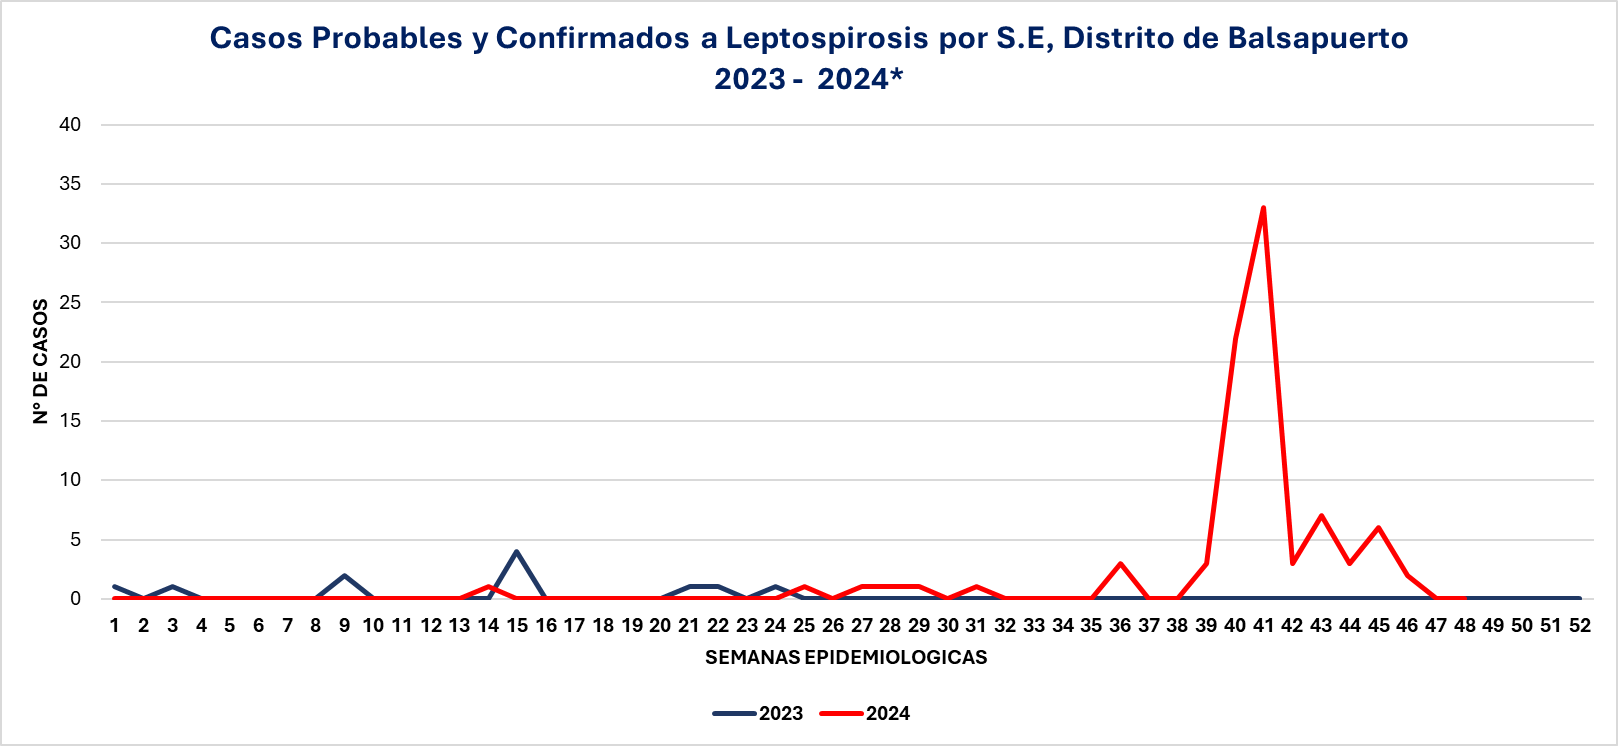 Casos Probables y Confirmados a Leptospirosis por S.E, Distrito de Balsapuerto
2023 - 2024*
40
35
30
25
20
15
10
5
0
N° DE CASOS
1 2 3 4 5 6 7 8 9 10 11 12 13 14 15 16 17 18 19 20 21 22 23 24 25 26 27 28 29 30 31 32 33 34 35 36 37 38 39 40 41 42 43 44 45 46 47 48 49 50 51 52
SEMANAS EPIDEMIOLOGICAS
2023 2024